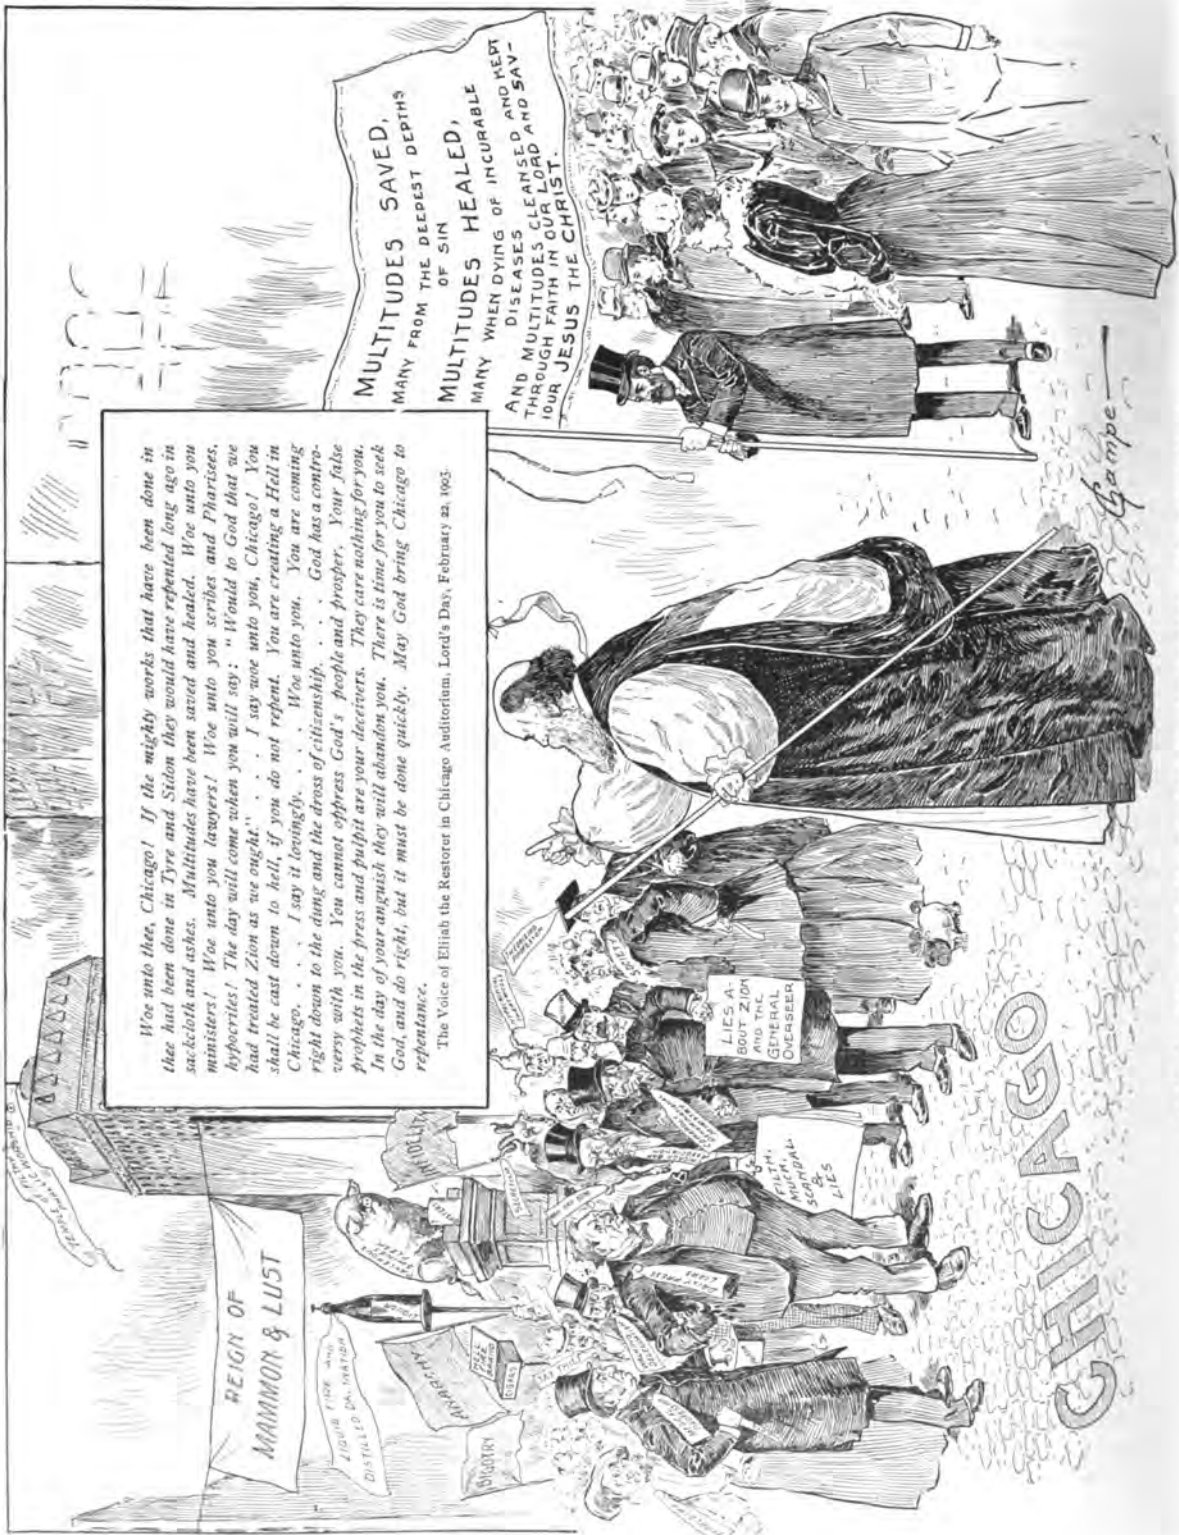 Woe unto thee, Chicago! If the mighty works that have been done in
thee had been done in Tyre and Sidon they would have repented long ago in
sackcloth and ashes. Multitudes have been saved and healed. Woe unto you
ministers! Woe unto you lawyers! Woe unto you scribes and Pharisees,
hypocrites! The day will come when you will say: "Would to God that we
had treated Zion as we ought." . . . I say woe unto you, Chicago! You
shall be cast down to hell, if you do not repent. You are creating a Hell in
Chicago. . . . I say it lovingly. . . . Woe unto you. You are coming
right down to the dung and the dross of citizenship. . . . God has a contro-
versy with you. You cannot oppress God's people and prosper. Your false
prophets in the press and pulpit are your deceivers. They care nothing for you.
In the day of your anguish they will abandon you. There is time for you to seek
God, and do right, but it must be done quickly. May God bring Chicago to
repentance.
The Voice of Elijah the Restorer in Chicago Auditorium, Lord's Day, February 22, 1903.
REIGN OF
MAMMON & LUST
LIQUID FIRE AND
DISTILLED DAMNATION
LIQUOR
ANARCHY
BIGOTRY
HELL
FIRE
BRAND
CIGARS
INFIDELITY
FILTH,
MUCK,
SCANDAL
&
LIES
LIES A-
BOUT ZION
AND THE
GENERAL
OVERSEER
MULTITUDES SAVED,
MANY FROM THE DEEPEST DEPTHS
OF SIN
MULTITUDES HEALED,
MANY WHEN DYING OF INCURABLE
DISEASES
AND MULTITUDES CLEANSED AND KEPT
THROUGH FAITH IN OUR LORD AND SAV-
IOUR JESUS THE CHRIST.
CHICAGO